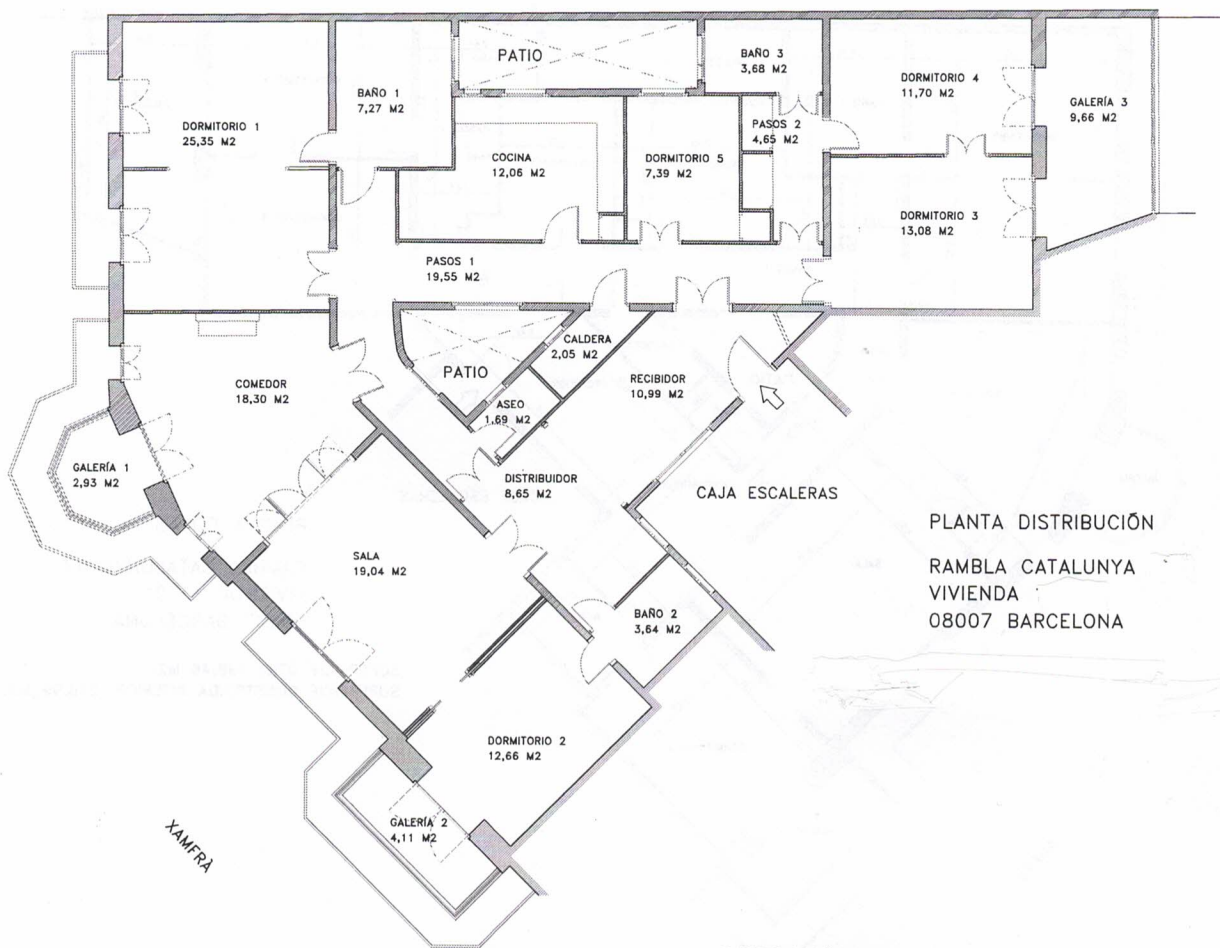 PATIO
BAÑO 3
3,68 M2
DORMITORIO 4
11,70 M2
BAÑO 1
7,27 M2
GALERÍA 3
9,66 M2
DORMITORIO 1
25,35 M2
PASOS 2
4,65 M2
COCINA
12,06 M2
DORMITORIO 5
7,39 M2
DORMITORIO 3
13,08 M2
PASOS 1
19,55 M2
CALDERA
2,05 M2
PATIO
RECIBIDOR
10,99 M2
COMEDOR
18,30 M2
ASEO
1,69 M2
GALERÍA 1
2,93 M2
DISTRIBUIDOR
8,65 M2
CAJA ESCALERAS
SALA
19,04 M2
BAÑO 2
3,64 M2
DORMITORIO 2
12,66 M2
GALERÍA 2
4,11 M2
XAMFRÀ
PLANTA DISTRIBUCIÓN
RAMBLA CATALUNYA
VIVIENDA
08007 BARCELONA